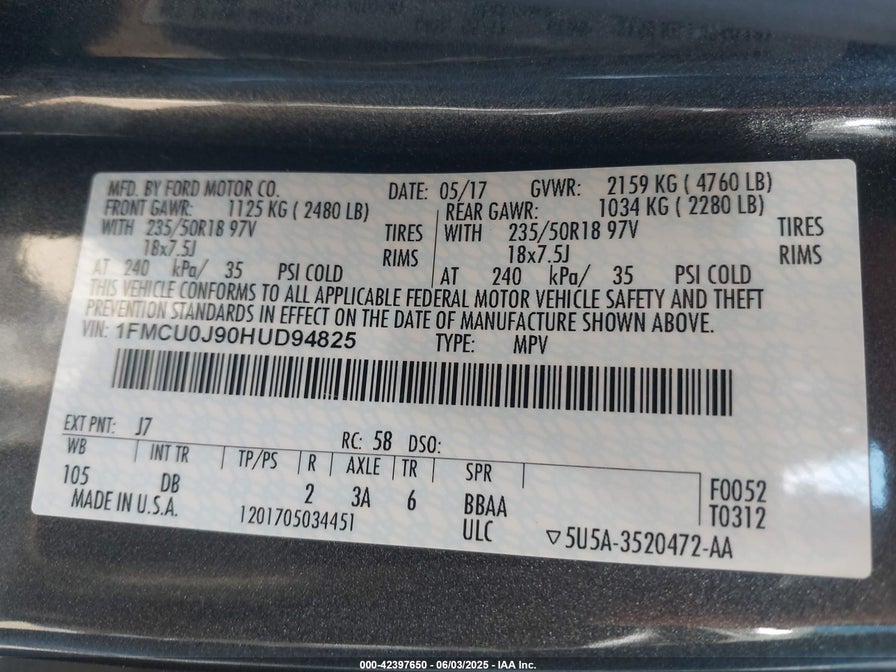 MFD. BY FORD MOTOR CO. DATE: 05/17 GVWR: 2159 KG ( 4760 LB)
FRONT GAWR: 1125 KG ( 2480 LB) REAR GAWR: 1034 KG ( 2280 LB)
WITH 235/50R18 97V TIRES WITH 235/50R18 97V TIRES
18x7.5J RIMS 18x7.5J RIMS
AT 240 kPa/ 35 PSI COLD AT 240 kPa/ 35 PSI COLD
THIS VEHICLE CONFORMS TO ALL APPLICABLE FEDERAL MOTOR VEHICLE SAFETY AND THEFT
PREVENTION STANDARDS IN EFFECT ON THE DATE OF MANUFACTURE SHOWN ABOVE.
VIN: 1FMCU0J90HUD94825 TYPE: MPV
EXT PNT: J7 RC: 58 DSO:
WB INT TR TP/PS R AXLE TR SPR
105 DB 2 3A 6 BBAA F0052
MADE IN U.S.A. 1201705034451 ULC T0312
▽5U5A-3520472-AA
000-42397650 - 06/03/2025 - IAA Inc.